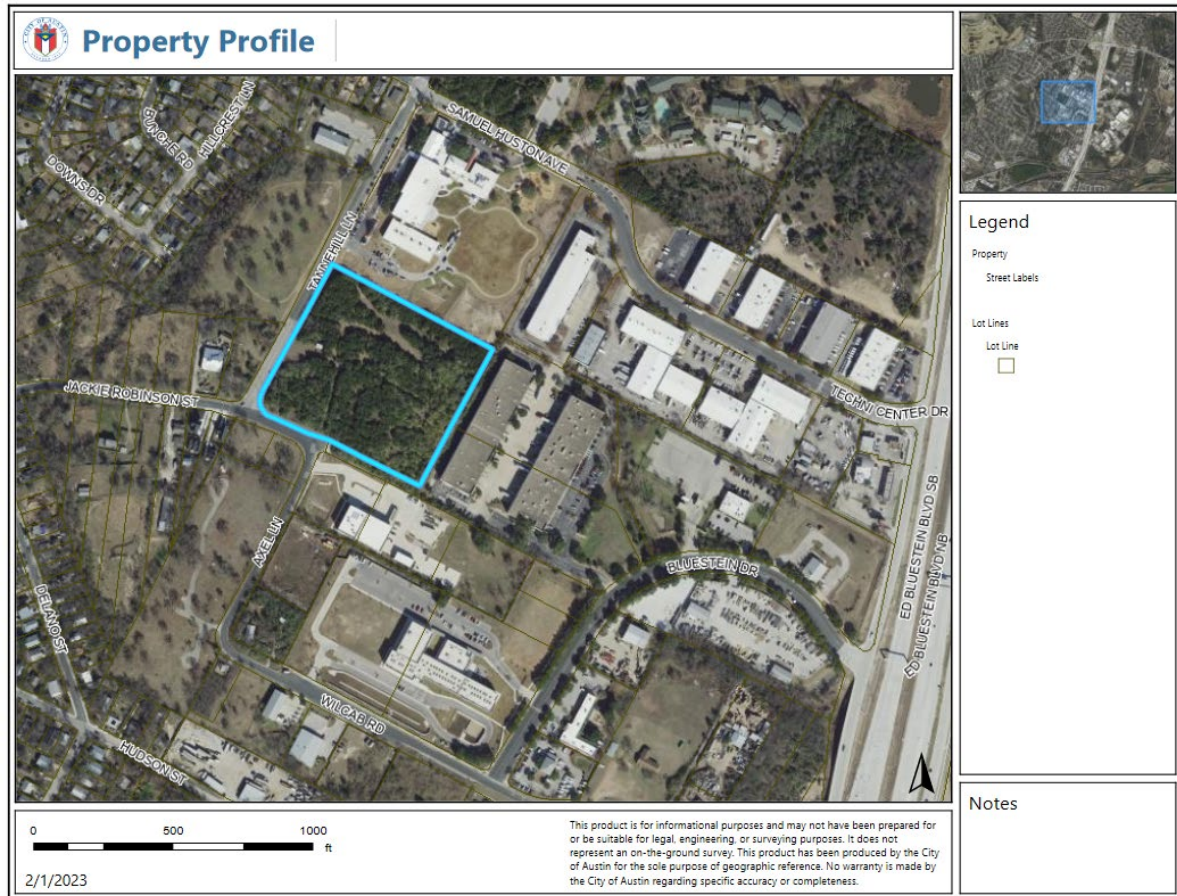 Property Profile
SAMUEL HUSTON AVE
HILLCREST LN
BUNCHE RD
DOWNS DR
TANNEHILL LN
JACKIE ROBINSON ST
TECHNI CENTER DR
AXEL LN
BLUESTEIN DR
ED BLUESTEIN BLVD SB
ED BLUESTEIN BLVD NB
DELANO ST
WILCAB RD
HUDSON ST
Legend
Property
Street Labels
Lot Lines
Lot Line
Notes
0 500 1000
ft
2/1/2023
This product is for informational purposes and may not have been prepared for
or be suitable for legal, engineering, or surveying purposes. It does not
represent an on-the-ground survey. This product has been produced by the City
of Austin for the sole purpose of geographic reference. No warranty is made by
the City of Austin regarding specific accuracy or completeness.